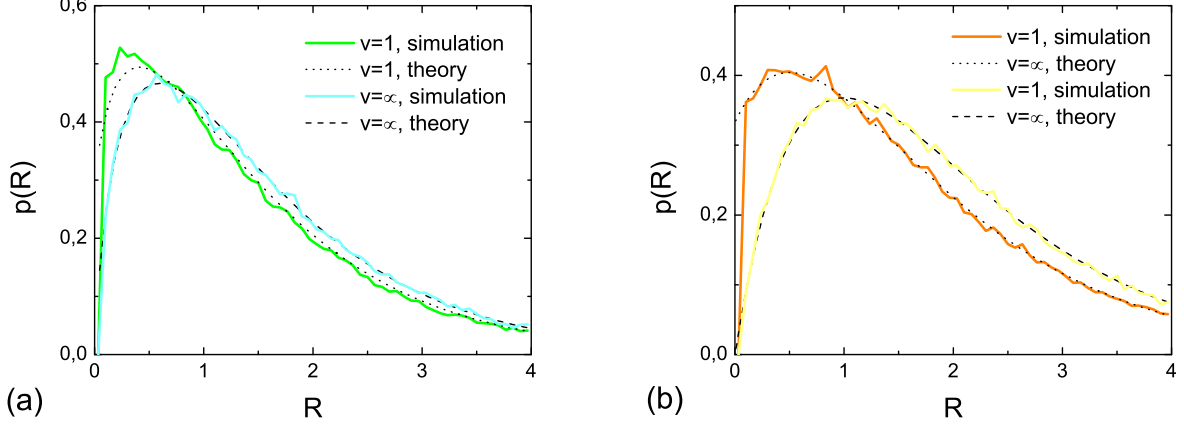 0,6
0,4
0,2
0,0
p(R)
v=1, simulation
v=1, theory
v=∝, simulation
v=∝, theory
0 1 2 3 4
R
(a)
0,4
0,2
0,0
p(R)
v=1, simulation
v=∝, theory
v=1, simulation
v=∝, theory
0 1 2 3 4
R
(b)